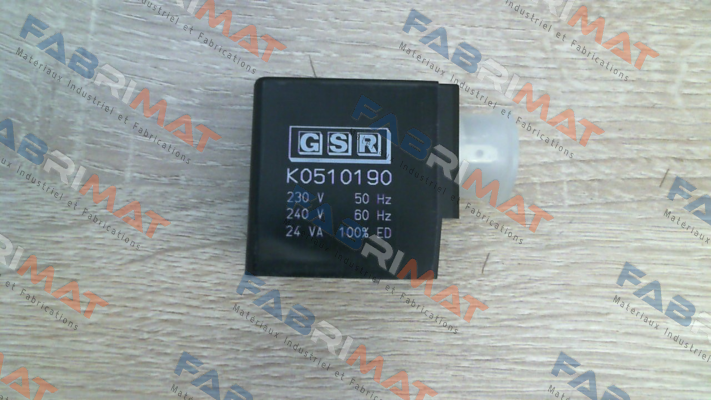 GSR
K0510190
230 V 50 Hz
240 V 60 Hz
24 VA 100% ED
FABRIMAT
Matériaux Industriel et Fabrications